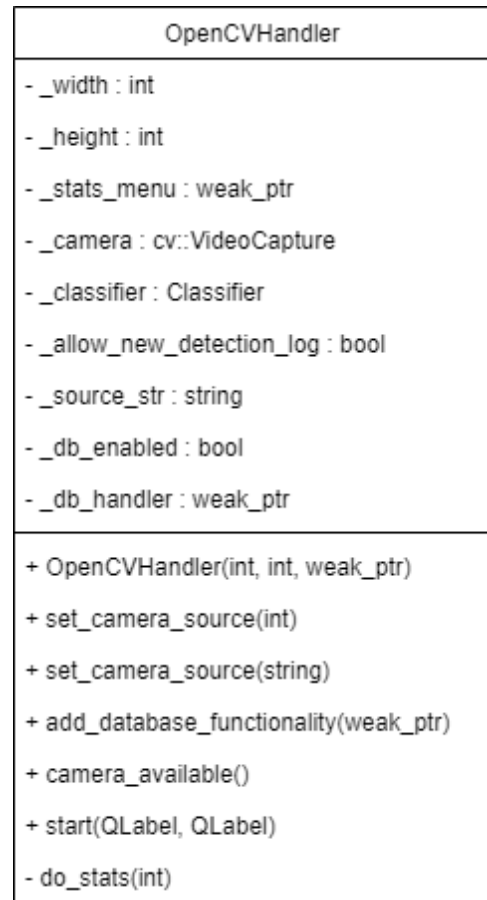 OpenCVHandler
- _width : int
- _height : int
- _stats_menu : weak_ptr
- _camera : cv::VideoCapture
- _classifier : Classifier
- _allow_new_detection_log : bool
- _source_str : string
- _db_enabled : bool
- _db_handler : weak_ptr
+ OpenCVHandler(int, int, weak_ptr)
+ set_camera_source(int)
+ set_camera_source(string)
+ add_database_functionality(weak_ptr)
+ camera_available()
+ start(QLabel, QLabel)
- do_stats(int)